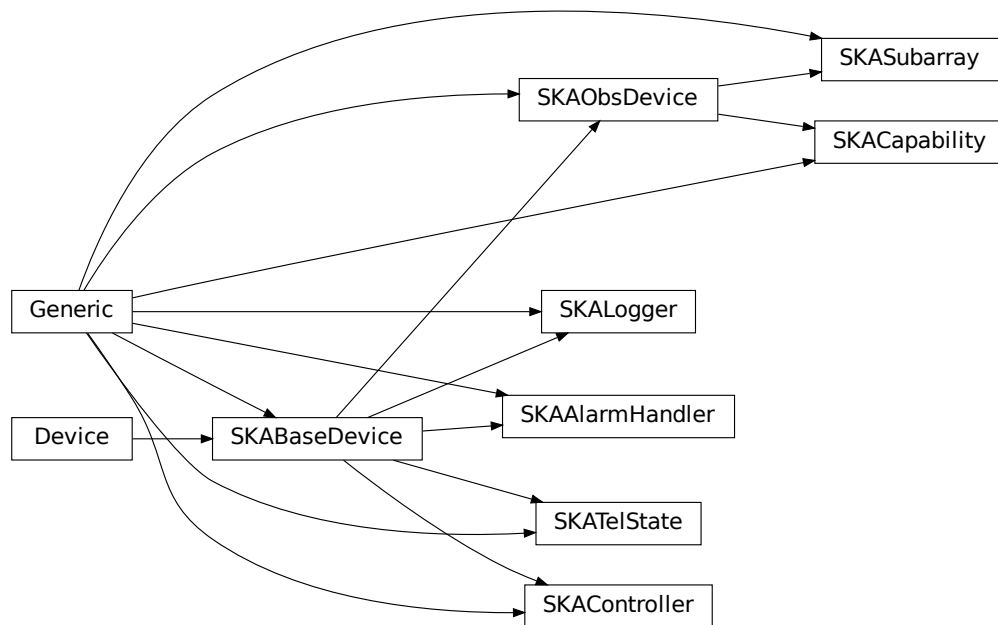 SKASubarray
SKAObsDevice
SKACapability
Generic
SKALogger
SKAAlarmHandler
Device
SKABaseDevice
SKATelState
SKAController